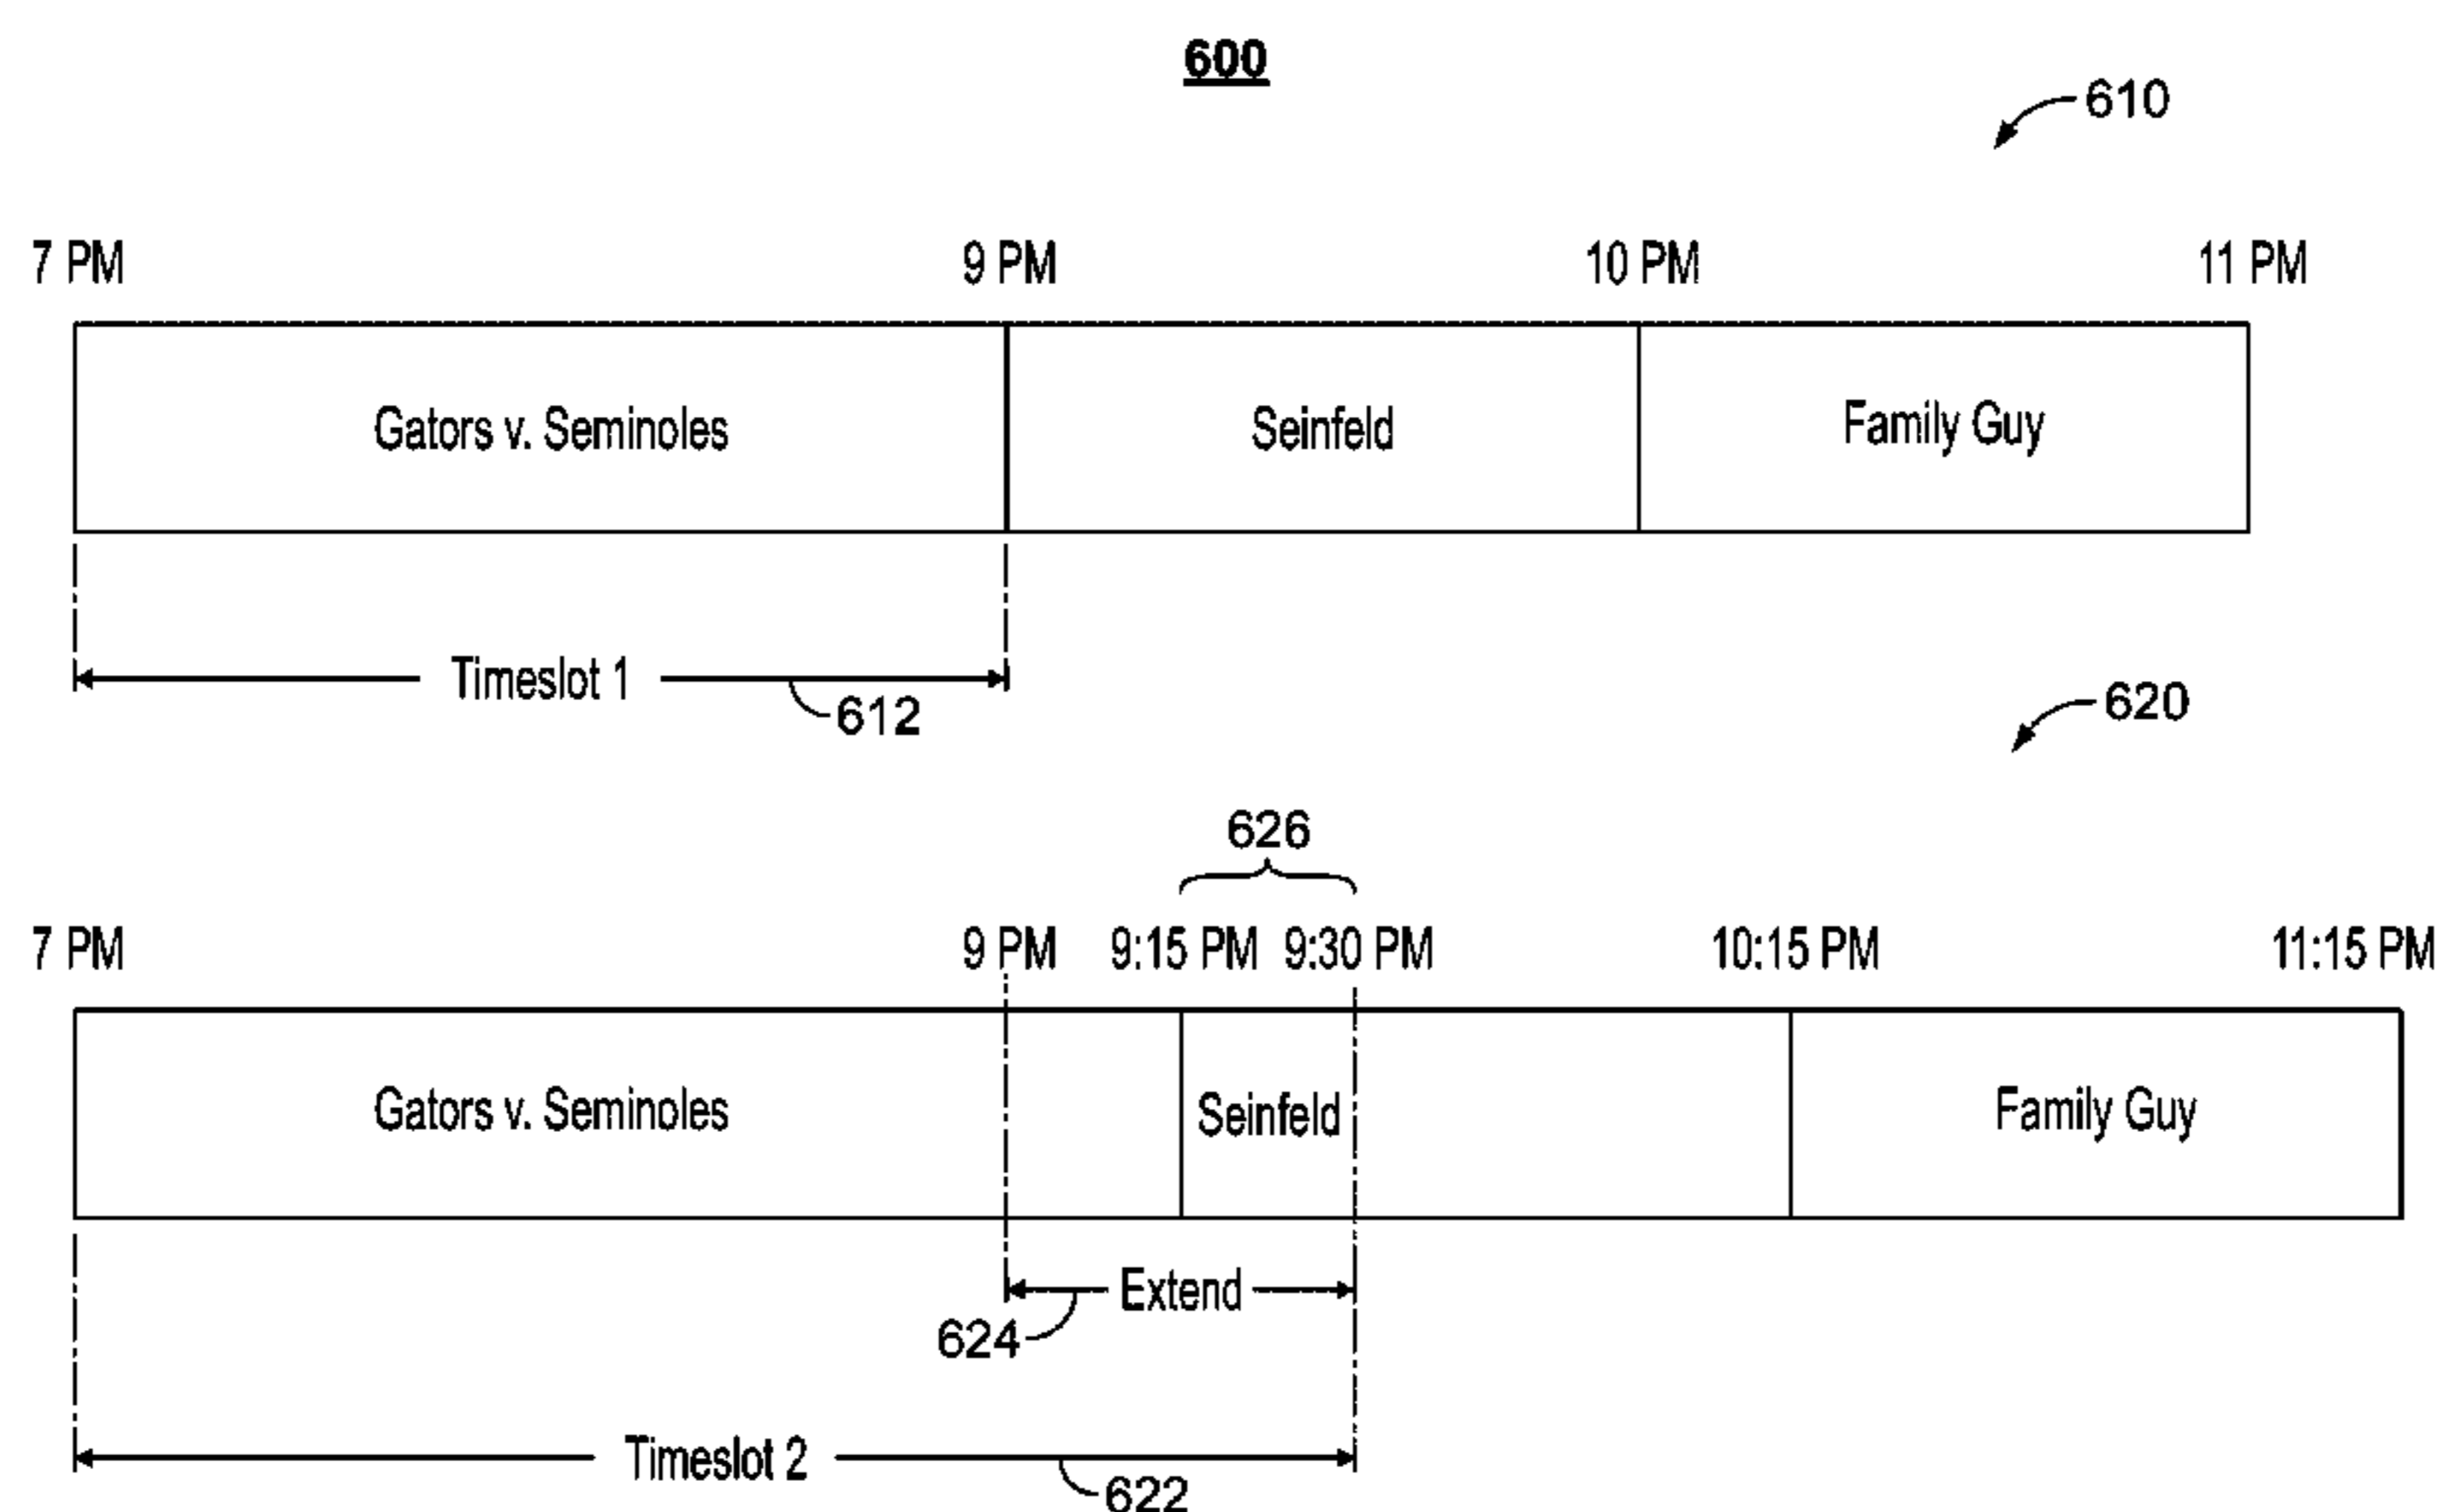 600
610
7 PM 9 PM 10 PM 11 PM
Gators v. Seminoles Seinfeld Family Guy
Timeslot 1
612
620
626
7 PM 9 PM 9:15 PM 9:30 PM 10:15 PM 11:15 PM
Gators v. Seminoles Seinfeld Family Guy
Extend
624
Timeslot 2
622